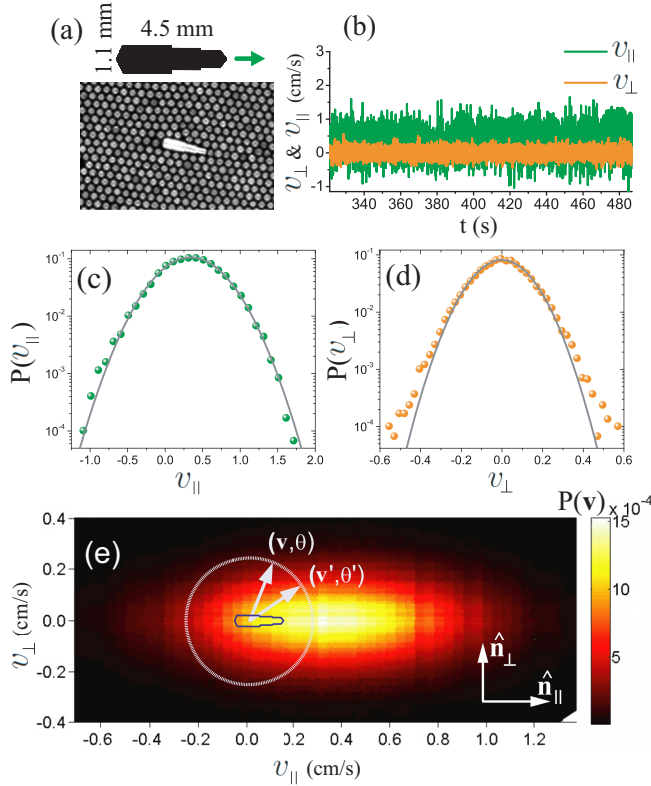 (a)
4.5 mm
1.1 mm
(b)
v⊥ & v|| (cm/s)
3
2
1
0
-1
v||
v⊥
340 360 380 400 420 440 460 480
t (s)
(c)
P(v||)
10⁻¹
10⁻²
10⁻³
10⁻⁴
-1.0 -0.5 0.0 0.5 1.0 1.5 2.0
v||
(d)
P(v⊥)
10⁻¹
10⁻²
10⁻³
10⁻⁴
-0.6 -0.4 -0.2 0.0 0.2 0.4 0.6
v⊥
(e)
v⊥ (cm/s)
0.4
0.2
0.0
-0.2
-0.4
(v,θ)
(v',θ')
n̂⊥
n̂||
-0.6 -0.4 -0.2 0.0 0.2 0.4 0.6 0.8 1.0 1.2
v|| (cm/s)
P(v)
x 10⁻⁴
15
10
5